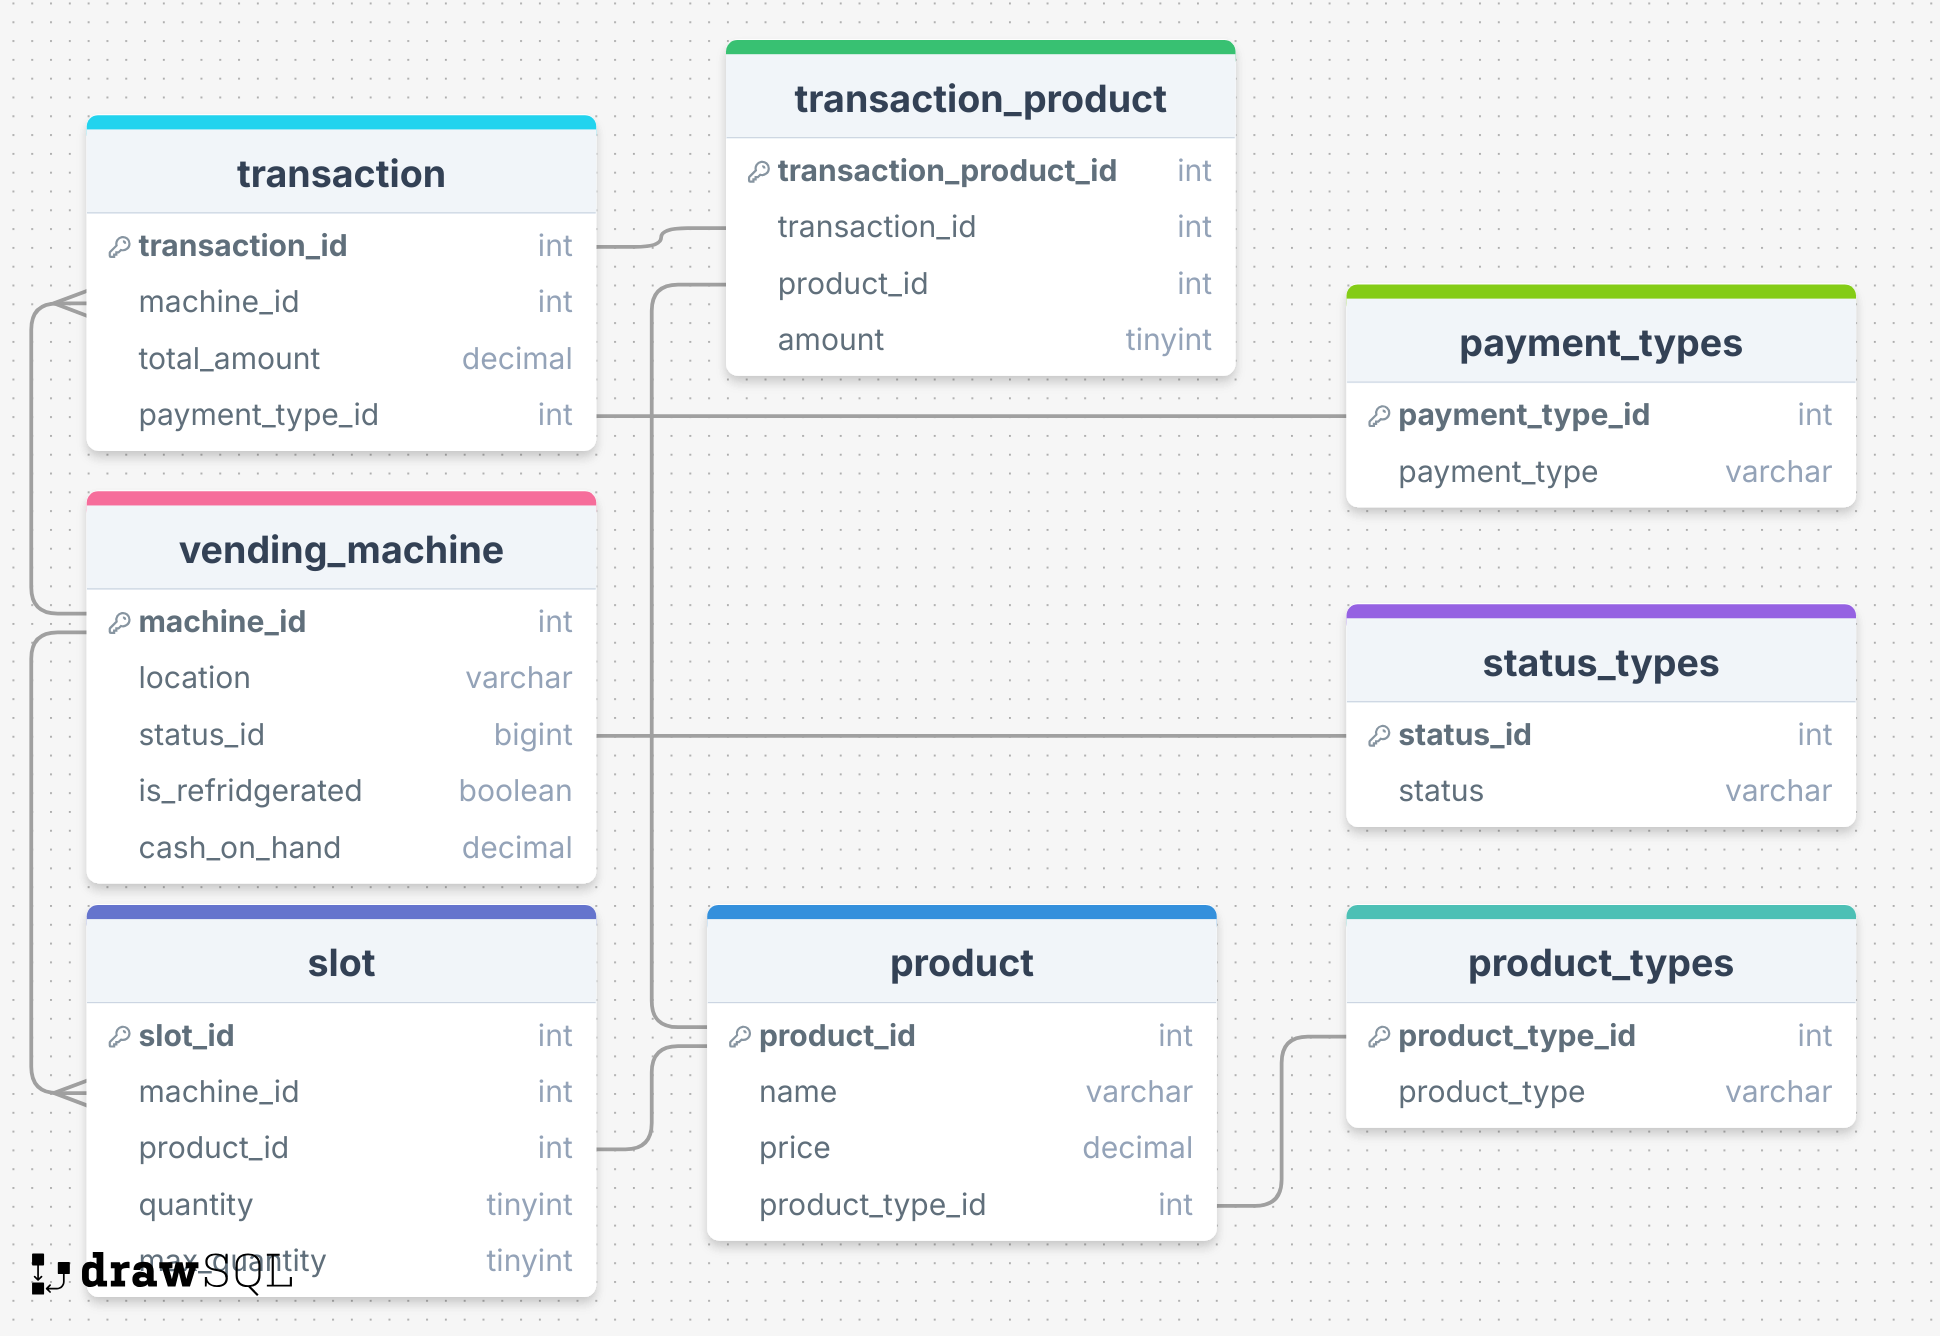 transaction
transaction_id int
machine_id int
total_amount decimal
payment_type_id int
transaction_product
transaction_product_id int
transaction_id int
product_id int
amount tinyint
payment_types
payment_type_id int
payment_type varchar
vending_machine
machine_id int
location varchar
status_id bigint
is_refridgerated boolean
cash_on_hand decimal
status_types
status_id int
status varchar
slot
slot_id int
machine_id int
product_id int
quantity tinyint
max_quantity tinyint
product
product_id int
name varchar
price decimal
product_type_id int
product_types
product_type_id int
product_type varchar
drawSQL